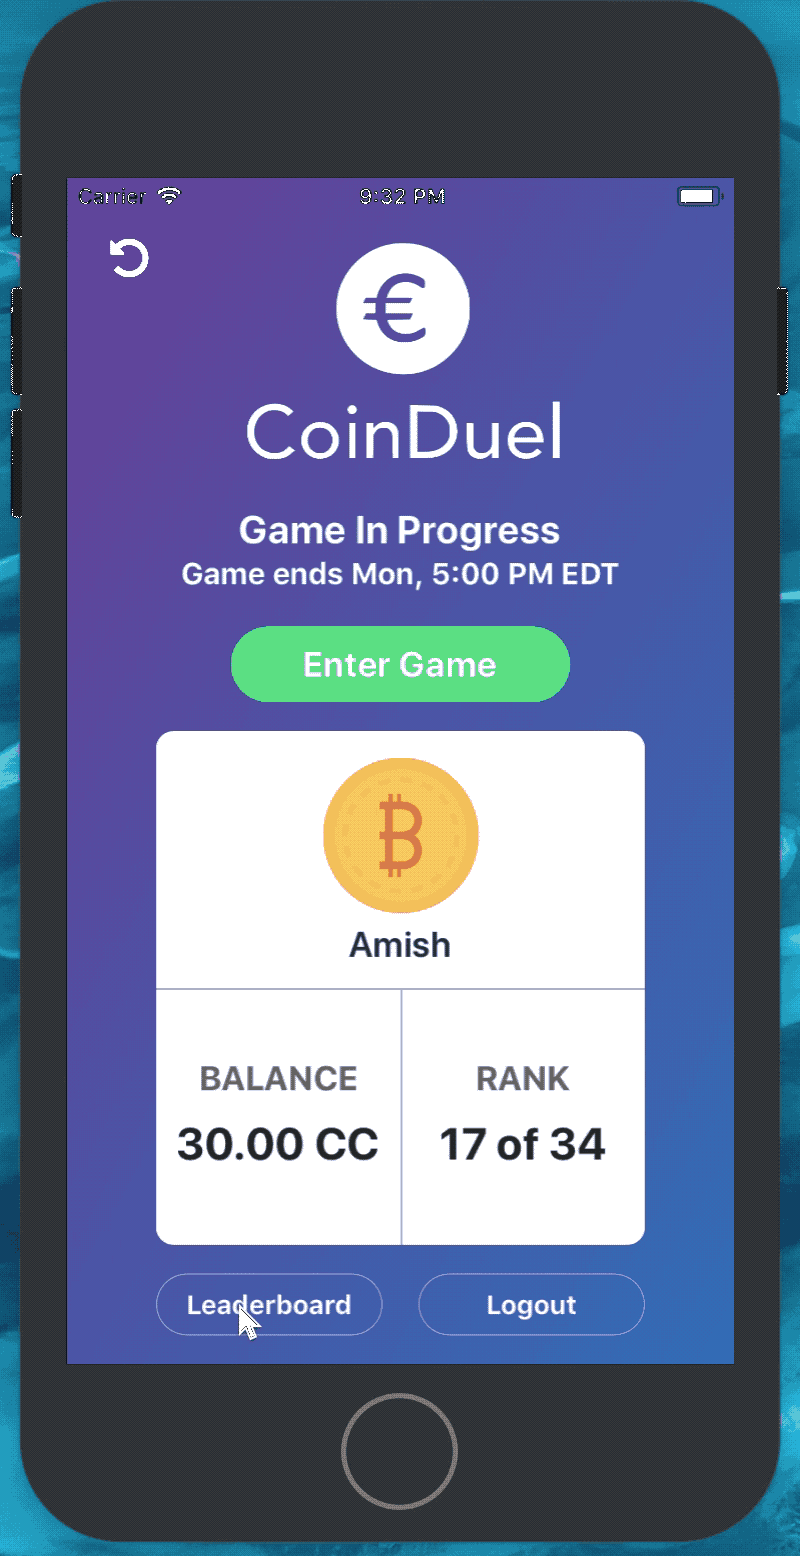 Carrier 9:32 PM
€
CoinDuel
Game In Progress
Game ends Mon, 5:00 PM EDT
Enter Game
Amish
BALANCE RANK
30.00 CC 17 of 34
Leaderboard Logout